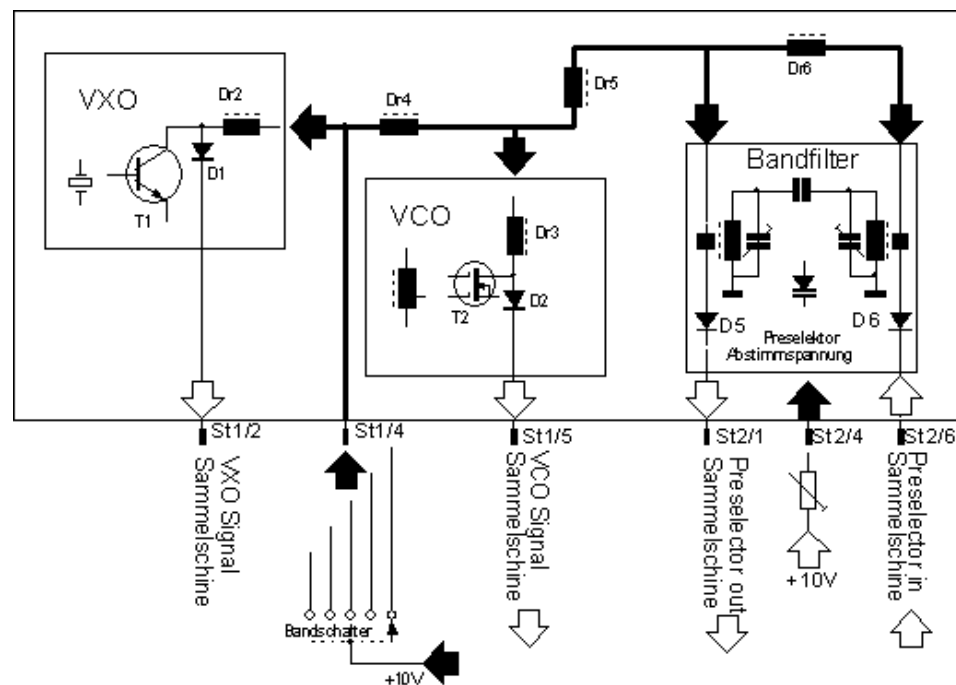 Dr6
Dr5
VXO
Dr2
Dr4
D1
T1
Bandfilter
VCO
Dr3
D2
T2
D5
D6
Preselektor
Abstimmspannung
St1/2
St1/4
St1/5
St2/1
St2/4
St2/6
VXO Signal
Sammelschine
VCO Signal
Sammelschine
Preselector out
Sammelschine
+10V
Preselector in
Sammelschine
Bandschalter
+10V